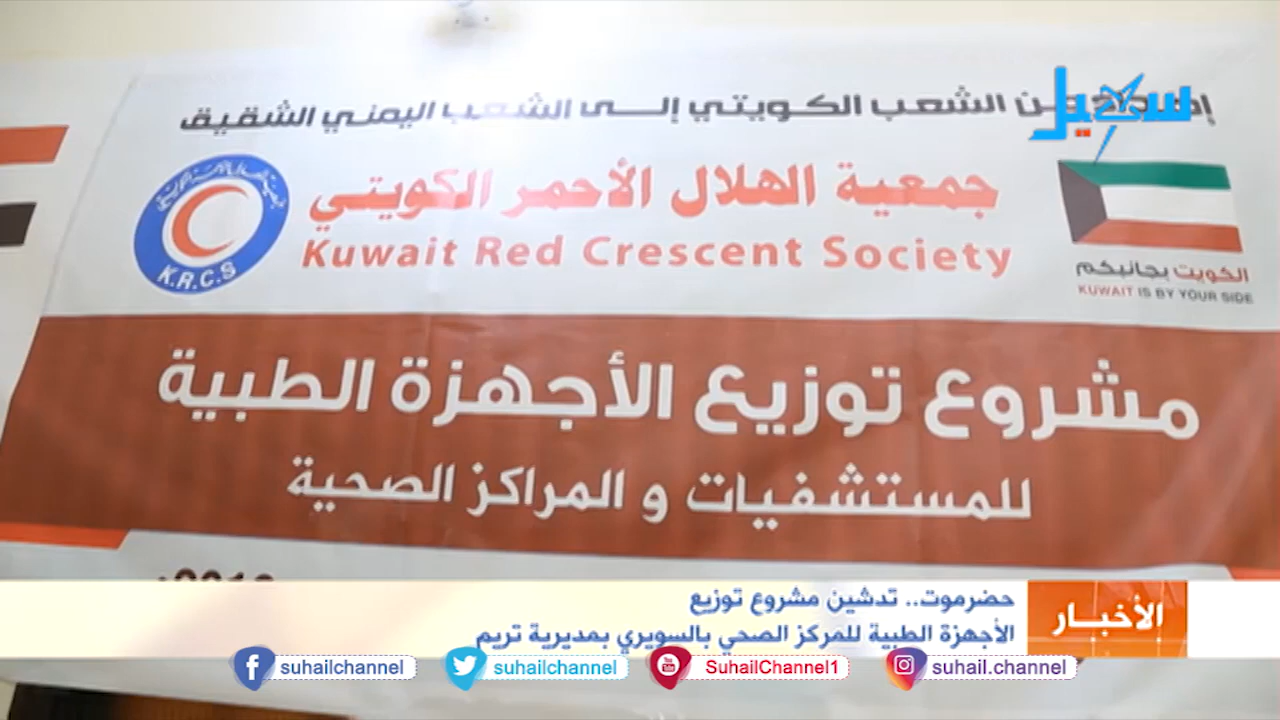 سهيل
من الشعب الكويتي إلى الشعب اليمني الشقيق
جمعية الهلال الأحمر الكويتي
Kuwait Red Crescent Society
K.R.C.S
الكويت بجانبكم
KUWAIT IS BY YOUR SIDE
مشروع توزيع الأجهزة الطبية
للمستشفيات و المراكز الصحية
الأخبار
حضرموت.. تدشين مشروع توزيع
الأجهزة الطبية للمركز الصحي بالسويري بمديرية تريم
suhailchannel
suhailchannel
SuhailChannel1
suhail.channel